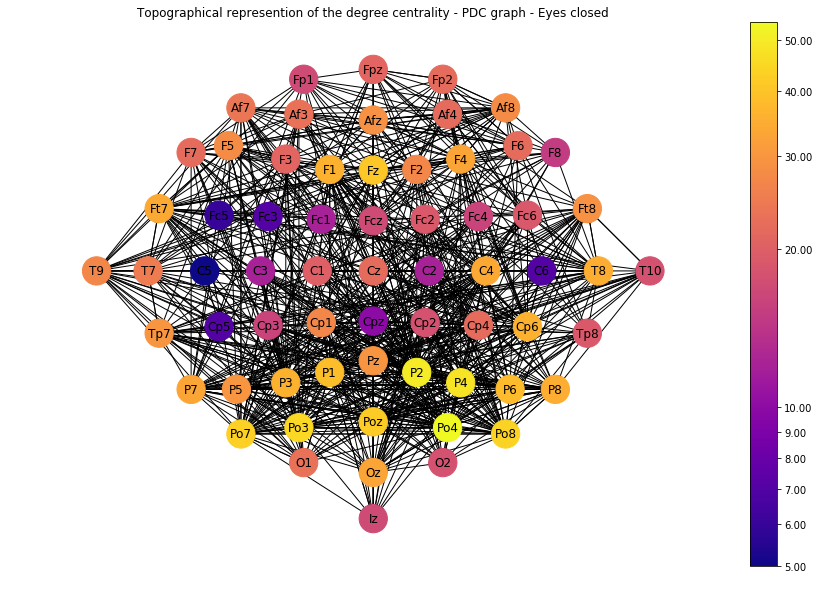 Topographical represention of the degree centrality - PDC graph - Eyes closed
Fp1 Fpz Fp2
Af7 Af3 Afz Af4 Af8
F7 F5 F3 F1 Fz F2 F4 F6 F8
Ft7 Fc5 Fc3 Fc1 Fcz Fc2 Fc4 Fc6 Ft8
T9 T7 C5 C3 C1 Cz C2 C4 C6 T8 T10
Tp7 Cp5 Cp3 Cp1 Cpz Cp2 Cp4 Cp6 Tp8
P7 P5 P3 P1 Pz P2 P4 P6 P8
Po7 Po3 Poz Po4 Po8
O1 Oz O2
Iz
50.00
40.00
30.00
20.00
10.00
9.00
8.00
7.00
6.00
5.00